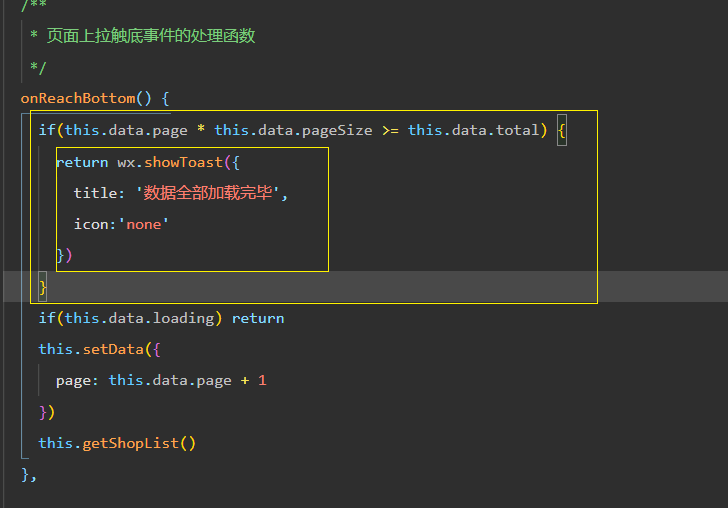 /**
* 页面上拉触底事件的处理函数
*/
onReachBottom() {
if(this.data.page * this.data.pageSize >= this.data.total) {
return wx.showToast({
title: '数据全部加载完毕',
icon:'none'
})
}
if(this.data.loading) return
this.setData({
page: this.data.page + 1
})
this.getShopList()
},